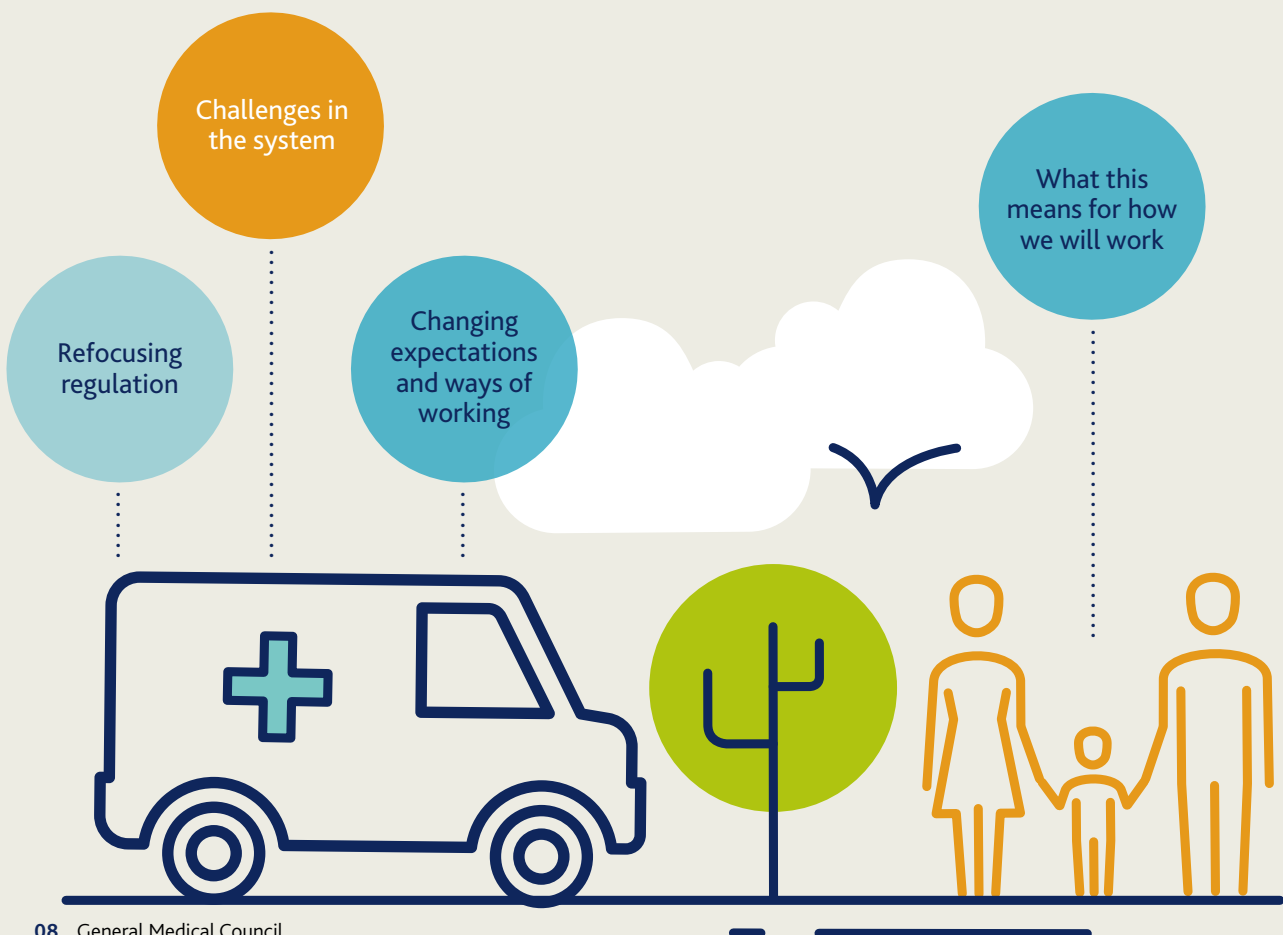 Challenges in
the system
Refocusing
regulation
Changing
expectations
and ways of
working
What this
means for how
we will work
08 General Medical Council